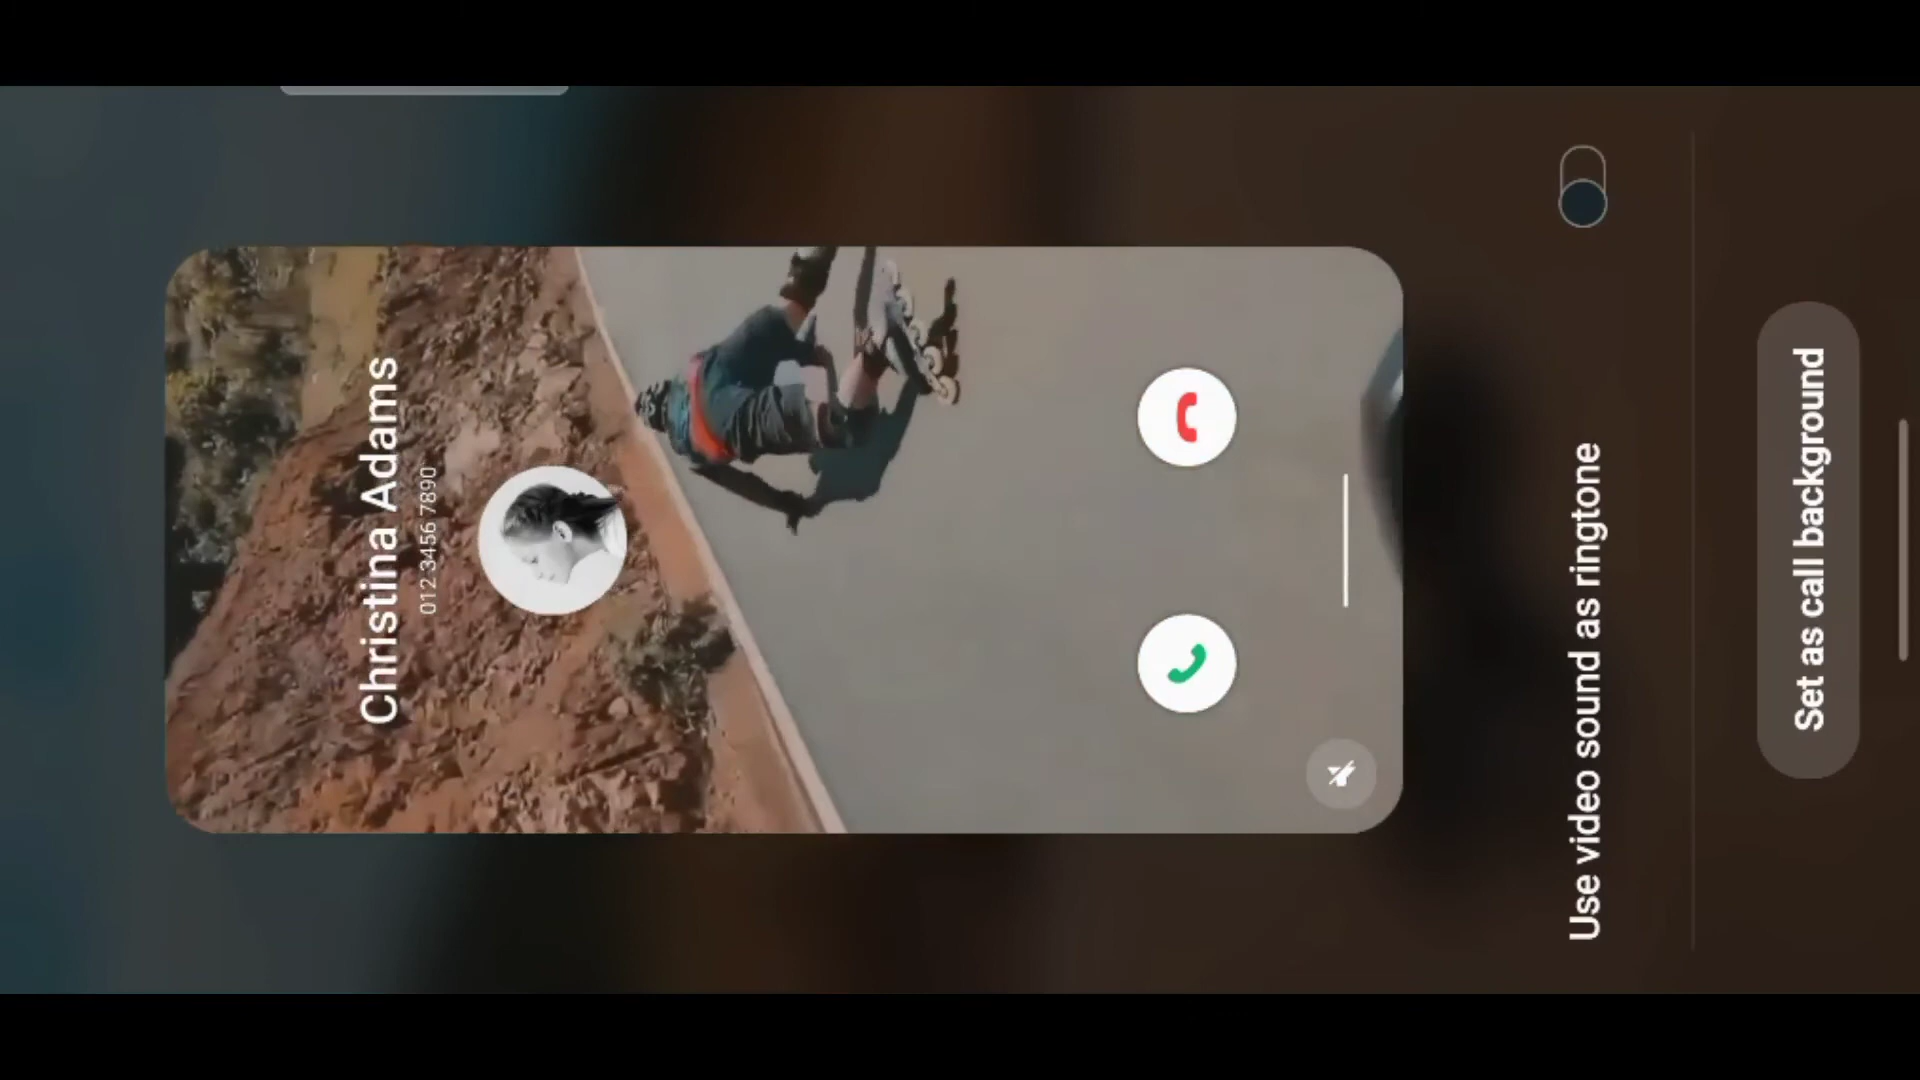 Christina Adams
012 3456 7890
Use video sound as ringtone
Set as call background